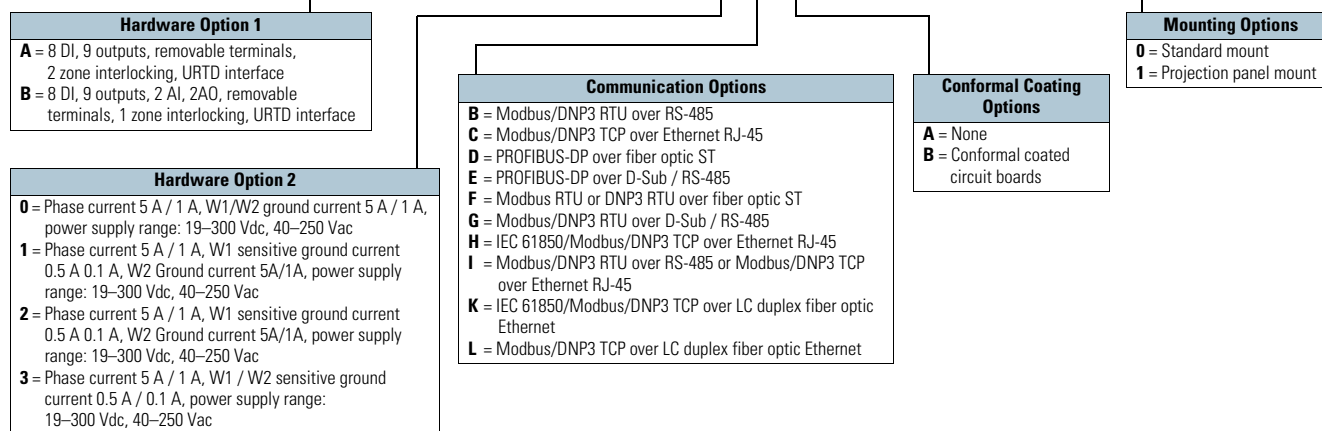 Hardware Option 1
A = 8 DI, 9 outputs, removable terminals,
2 zone interlocking, URTD interface
B = 8 DI, 9 outputs, 2 AI, 2AO, removable
terminals, 1 zone interlocking, URTD interface
Hardware Option 2
0 = Phase current 5 A / 1 A, W1/W2 ground current 5 A / 1 A,
power supply range: 19–300 Vdc, 40–250 Vac
1 = Phase current 5 A / 1 A, W1 sensitive ground current
0.5 A 0.1 A, W2 Ground current 5A/1A, power supply
range: 19–300 Vdc, 40–250 Vac
2 = Phase current 5 A / 1 A, W1 sensitive ground current
0.5 A 0.1 A, W2 Ground current 5A/1A, power supply
range: 19–300 Vdc, 40–250 Vac
3 = Phase current 5 A / 1 A, W1 / W2 sensitive ground
current 0.5 A / 0.1 A, power supply range:
19–300 Vdc, 40–250 Vac
Communication Options
B = Modbus/DNP3 RTU over RS-485
C = Modbus/DNP3 TCP over Ethernet RJ-45
D = PROFIBUS-DP over fiber optic ST
E = PROFIBUS-DP over D-Sub / RS-485
F = Modbus RTU or DNP3 RTU over fiber optic ST
G = Modbus/DNP3 RTU over D-Sub / RS-485
H = IEC 61850/Modbus/DNP3 TCP over Ethernet RJ-45
I = Modbus/DNP3 RTU over RS-485 or Modbus/DNP3 TCP
over Ethernet RJ-45
K = IEC 61850/Modbus/DNP3 TCP over LC duplex fiber optic
Ethernet
L = Modbus/DNP3 TCP over LC duplex fiber optic Ethernet
Conformal Coating
Options
A = None
B = Conformal coated
circuit boards
Mounting Options
0 = Standard mount
1 = Projection panel mount